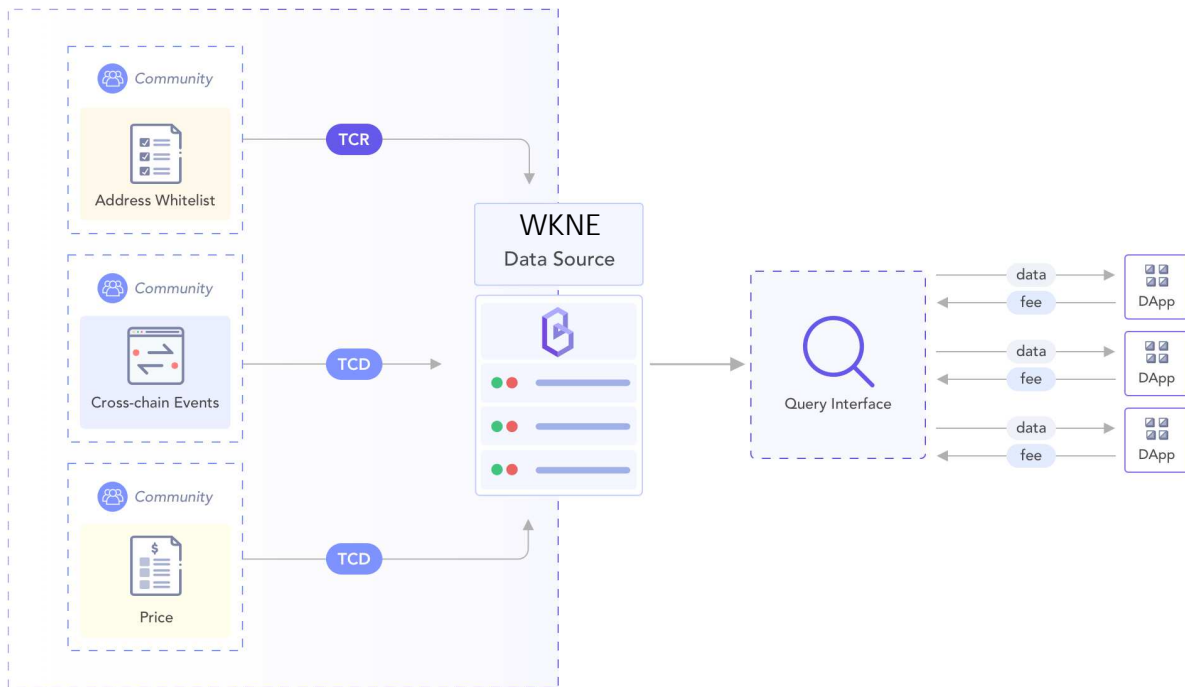 Community
Address Whitelist
TCR
Community
Cross-chain Events
TCD
Community
$
Price
TCD
WKNE
Data Source
Query Interface
data
fee
DApp
data
fee
DApp
data
fee
DApp